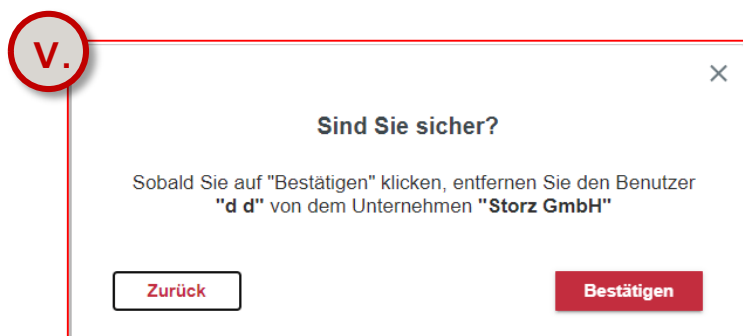 V.
Sind Sie sicher?
Sobald Sie auf "Bestätigen" klicken, entfernen Sie den Benutzer
"d d" von dem Unternehmen "Storz GmbH"
Zurück
Bestätigen